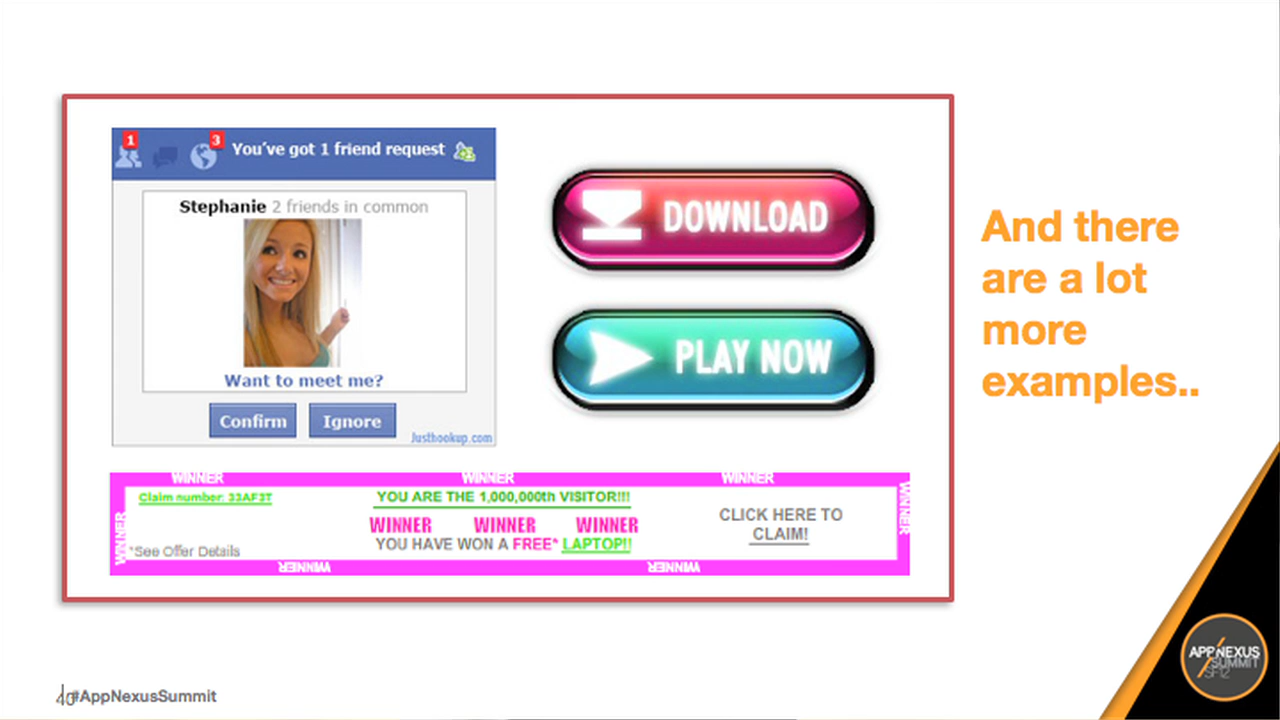 1
3
You've got 1 friend request
Stephanie 2 friends in common
Want to meet me?
Confirm
Ignore
Justhookup.com
DOWNLOAD
PLAY NOW
And there
are a lot
more
examples..
WINNER WINNER WINNER
WINNER
WINNER
Claim number: 33AF3T
YOU ARE THE 1,000,000th VISITOR!!!
WINNER WINNER WINNER
YOU HAVE WON A FREE* LAPTOP!!
*See Offer Details
CLICK HERE TO
CLAIM!
WINNER WINNER
#AppNexusSummit
APPNEXUS
SUMMIT
SF12